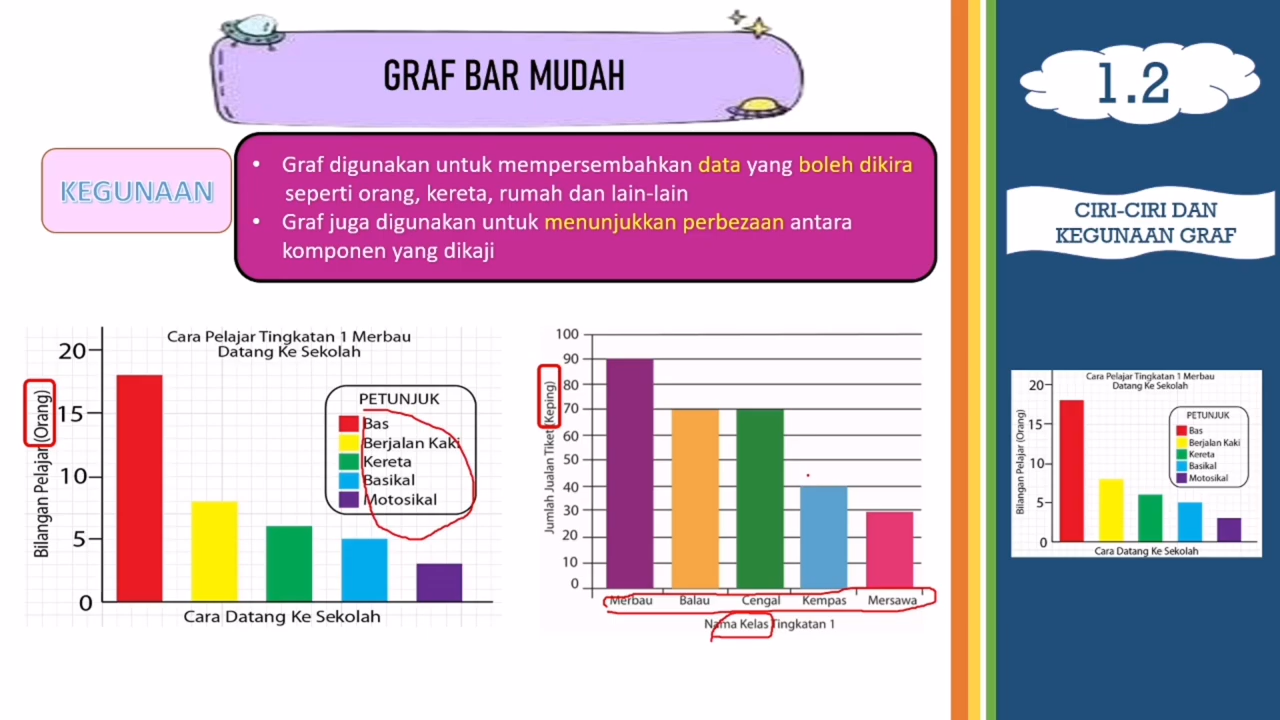 GRAF BAR MUDAH
KEGUNAAN
• Graf digunakan untuk mempersembahkan data yang boleh dikira
seperti orang, kereta, rumah dan lain-lain
• Graf juga digunakan untuk menunjukkan perbezaan antara
komponen yang dikaji
Cara Pelajar Tingkatan 1 Merbau
Datang Ke Sekolah
Bilangan Pelajar (Orang)
20
15
10
5
0
PETUNJUK
Bas
Berjalan Kaki
Kereta
Basikal
Motosikal
Cara Datang Ke Sekolah
Jumlah Jualan Tiket (Keping)
100
90
80
70
60
50
40
30
20
10
0
Merbau Balau Cengal Kempas Mersawa
Nama Kelas Tingkatan 1
1.2
CIRI-CIRI DAN
KEGUNAAN GRAF
Cara Pelajar Tingkatan 1 Merbau
Datang Ke Sekolah
Bilangan Pelajar (Orang)
20
15
10
5
0
PETUNJUK
Bas
Berjalan Kaki
Kereta
Basikal
Motosikal
Cara Datang Ke Sekolah